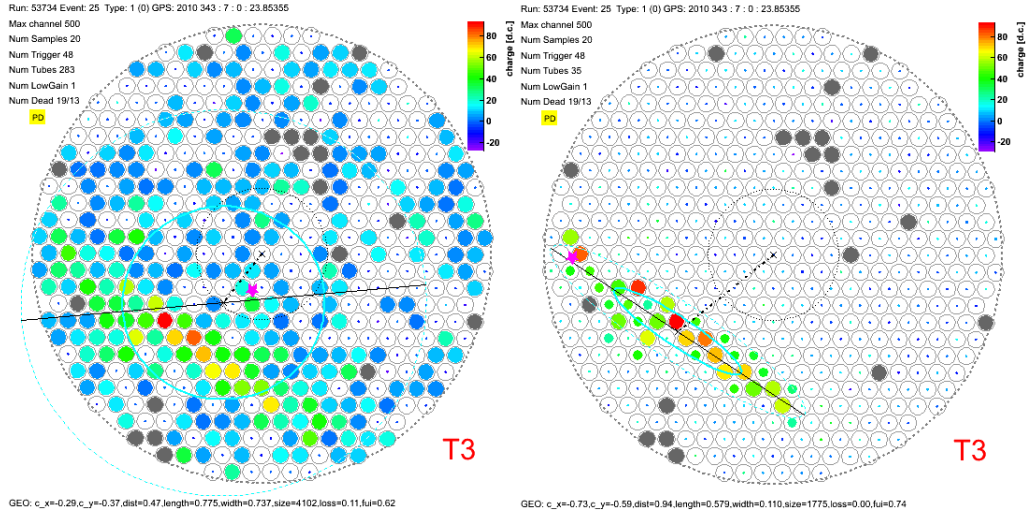 Run: 53734 Event: 25 Type: 1 (0) GPS: 2010 343 : 7 : 0 : 23.85355
Max channel 500
Num Samples 20
Num Trigger 48
Num Tubes 283
Num LowGain 1
Num Dead 19/13
PD
80
60
40
20
0
-20
charge [d.c.]
T3
GEO: c_x=-0.29,c_y=-0.37,dist=0.47,length=0.775,width=0.737,size=4102,loss=0.11,fui=0.62
Run: 53734 Event: 25 Type: 1 (0) GPS: 2010 343 : 7 : 0 : 23.85355
Max channel 500
Num Samples 20
Num Trigger 48
Num Tubes 35
Num LowGain 1
Num Dead 19/13
PD
80
60
40
20
0
-20
charge [d.c.]
T3
GEO: c_x=-0.73,c_y=-0.59,dist=0.94,length=0.579,width=0.110,size=1775,loss=0.00,fui=0.74